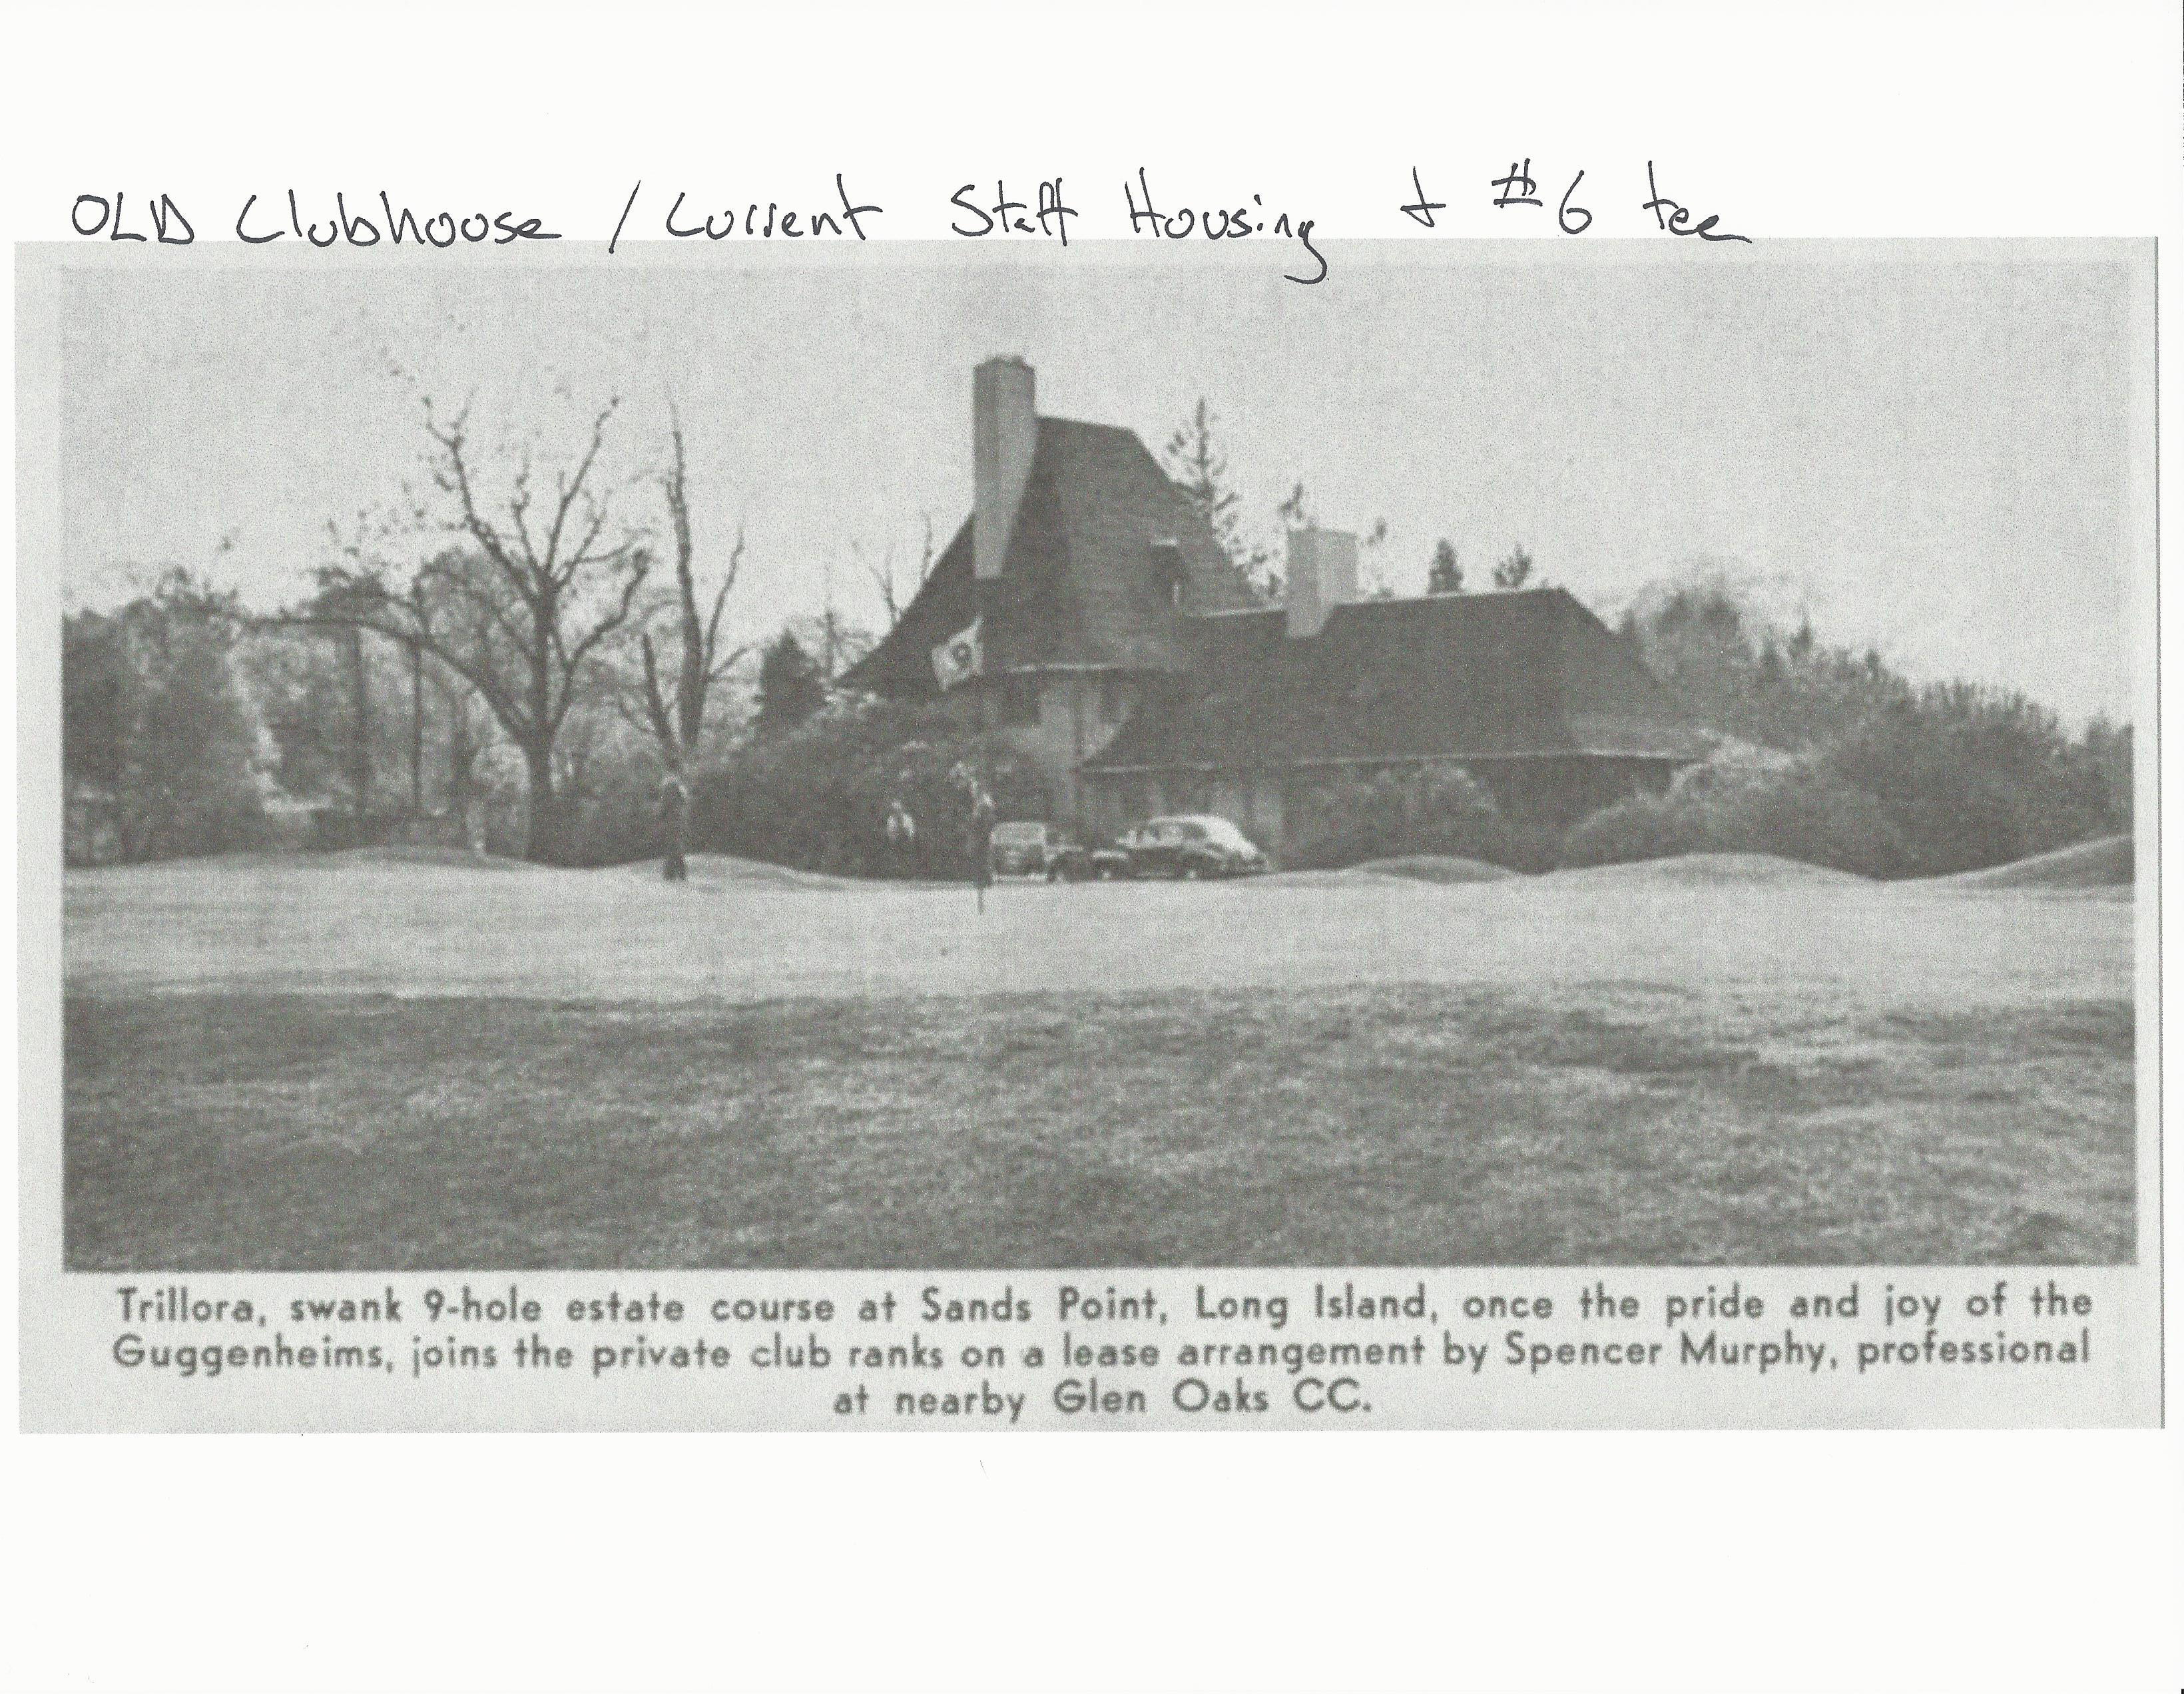 OLD Clubhouse / Current Staff Housing + #6 tee
9
Trillora, swank 9-hole estate course at Sands Point, Long Island, once the pride and joy of the
Guggenheims, joins the private club ranks on a lease arrangement by Spencer Murphy, professional
at nearby Glen Oaks CC.